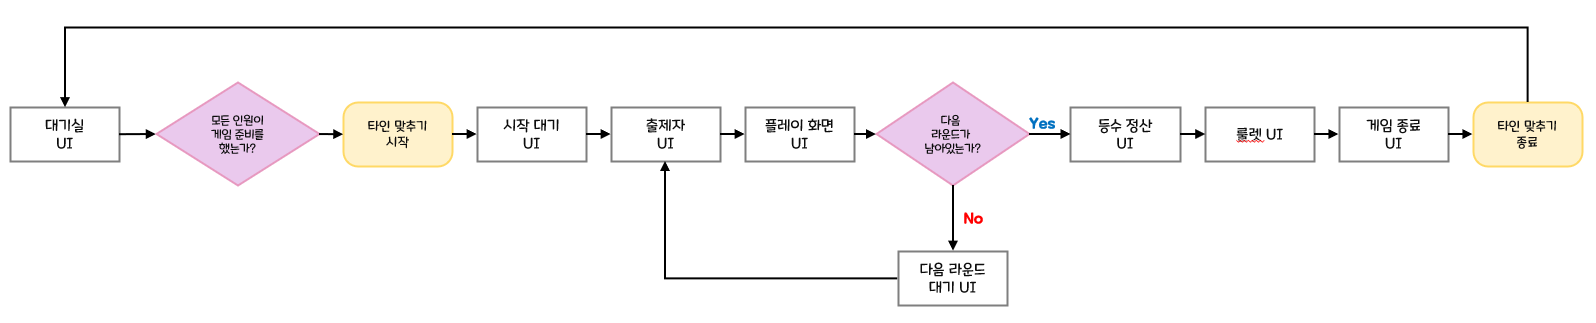 대기실
UI
모든 인원이
게임 준비를
했는가?
타인 맞추기
시작
시작 대기
UI
출제자
UI
플레이 화면
UI
다음
라운드가
남아있는가?
Yes
No
다음 라운드
대기 UI
등수 정산
UI
룰렛 UI
게임 종료
UI
타인 맞추기
종료